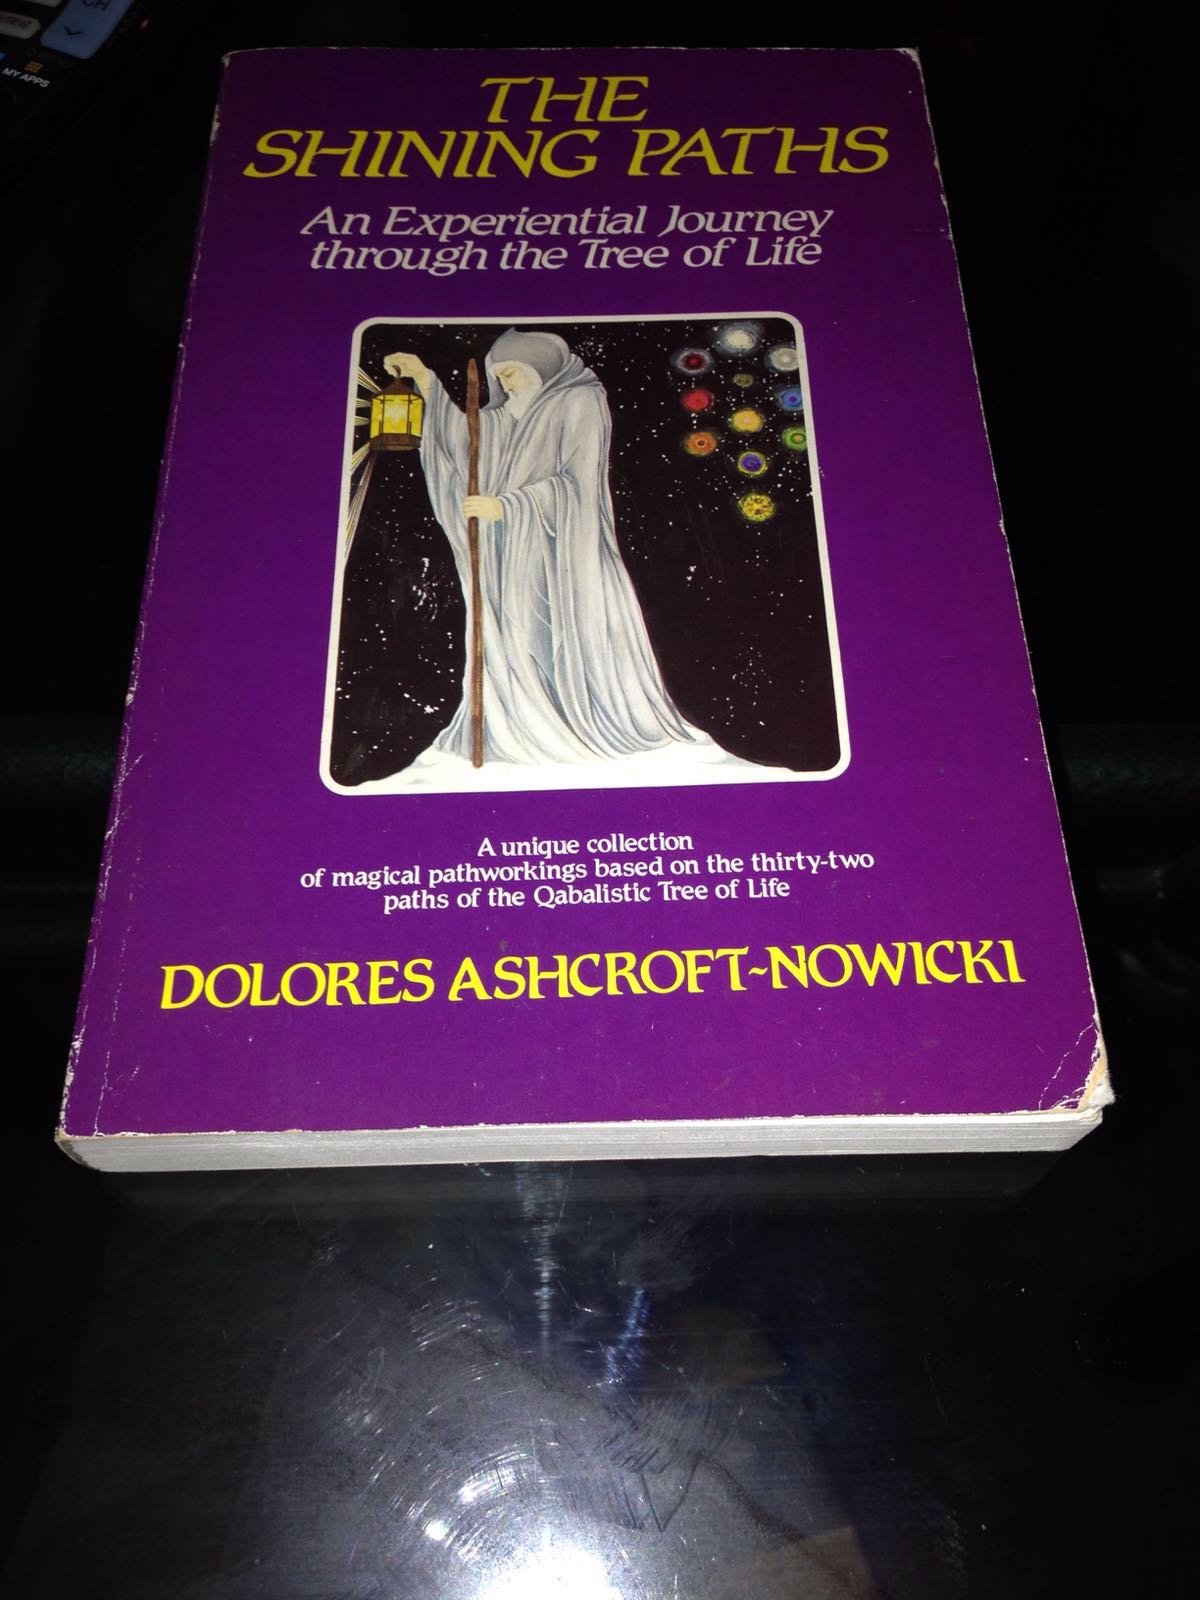 CH
MY APPS
THE
SHINING PATHS
An Experiential Journey
through the Tree of Life
A unique collection
of magical pathworkings based on the thirty-two
paths of the Qabalistic Tree of Life
DOLORES ASHCROFT~NOWICKI